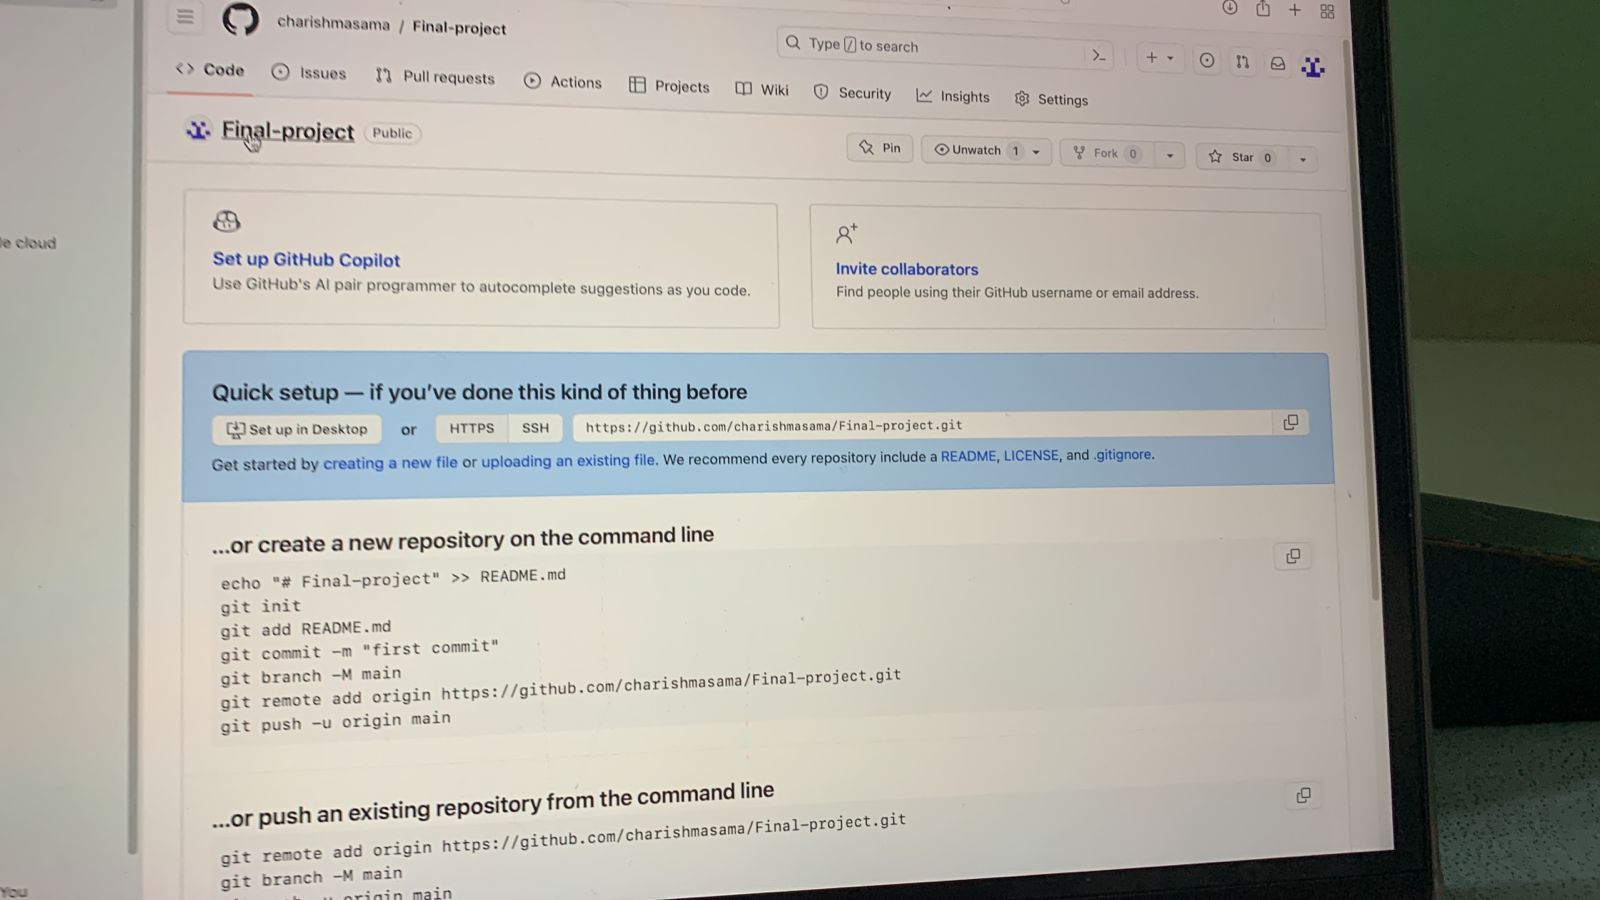 charishmasama / Final-project
Type / to search
Code Issues Pull requests Actions Projects Wiki Security Insights Settings
Final-project Public
Pin Unwatch 1 Fork 0 Star 0
Set up GitHub Copilot
Use GitHub's AI pair programmer to autocomplete suggestions as you code.
Invite collaborators
Find people using their GitHub username or email address.
cloud
Quick setup — if you've done this kind of thing before
Set up in Desktop or HTTPS SSH https://github.com/charishmasama/Final-project.git
Get started by creating a new file or uploading an existing file. We recommend every repository include a README, LICENSE, and .gitignore.
...or create a new repository on the command line
echo "# Final-project" >> README.md
git init
git add README.md
git commit -m "first commit"
git branch -M main
git remote add origin https://github.com/charishmasama/Final-project.git
git push -u origin main
...or push an existing repository from the command line
git remote add origin https://github.com/charishmasama/Final-project.git
git branch -M main
origin main
You